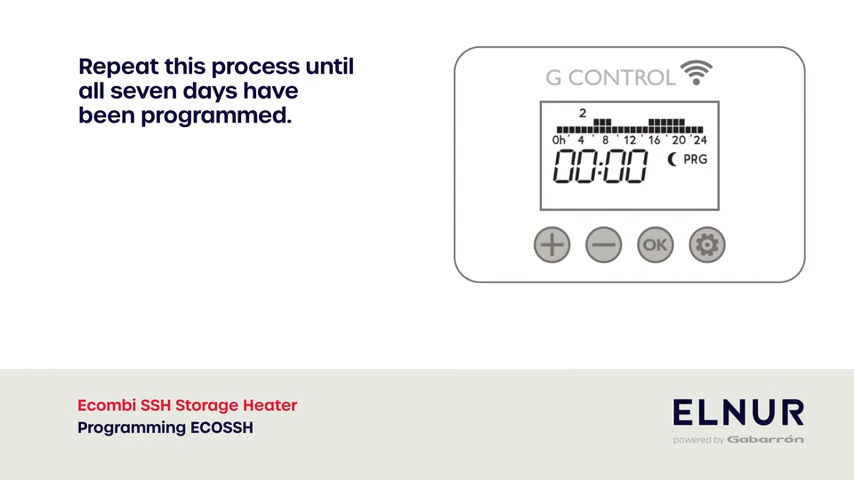 Repeat this process until
all seven days have
been programmed.
G CONTROL
2
0h 4 8 12 16 20 24
00:00 PRG
OK
Ecombi SSH Storage Heater
Programming ECOSSH
ELNUR
powered by Gabarrón